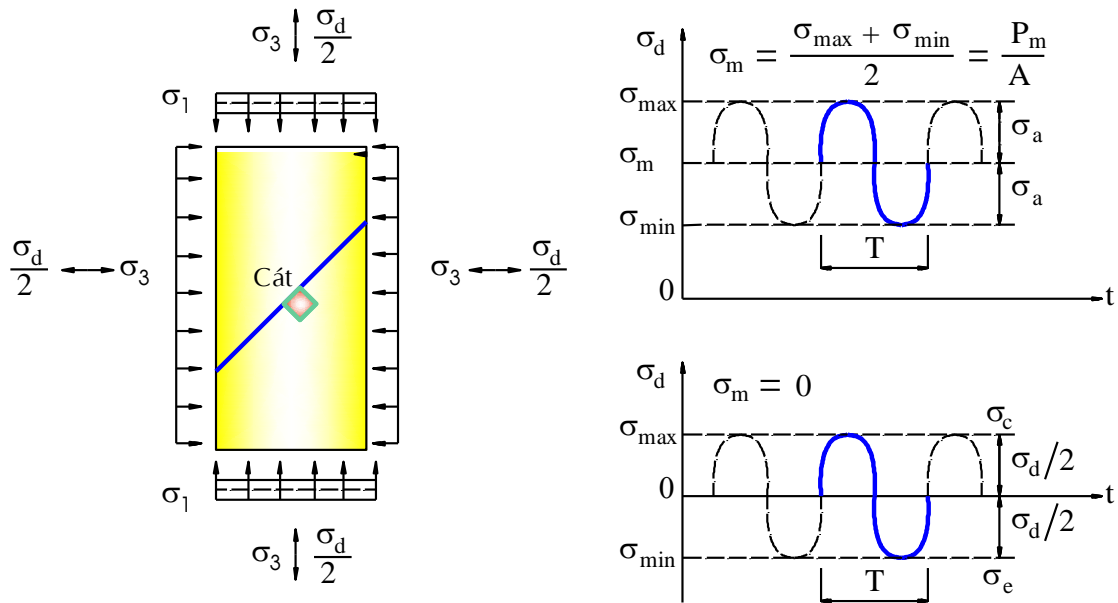 σ₃ σd/2
σ₁
σd/2 σ₃
Cát
σ₃ σd/2
σ₁
σ₃ σd/2
σd
σm = (σmax + σmin)/2 = Pm/A
σmax
σa
σm
σa
σmin
T
0
t
σd
σm = 0
σc
σmax
σd/2
0
t
σd/2
σmin
T
σe